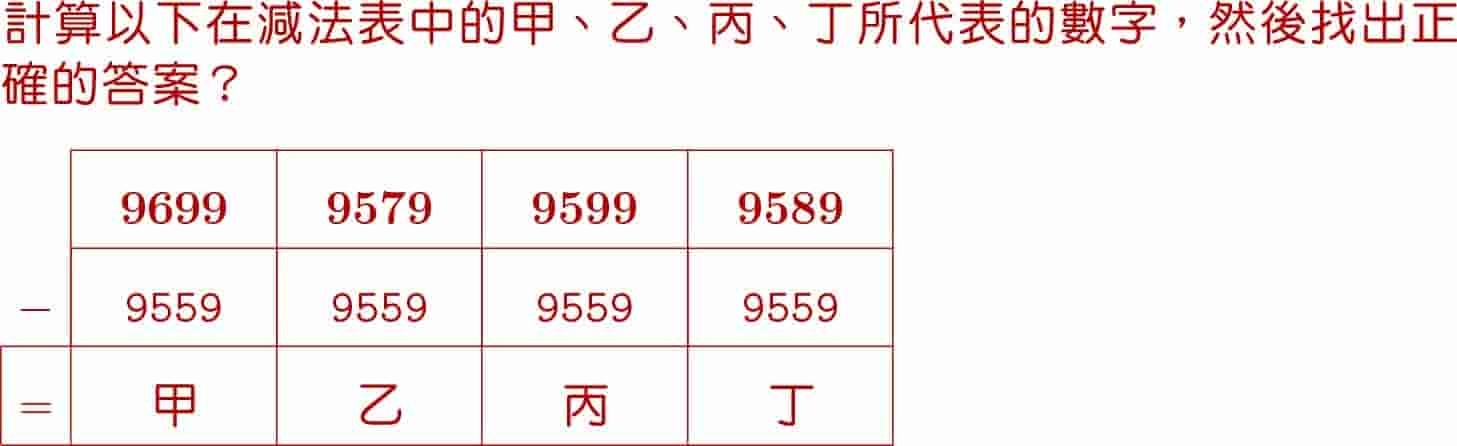 計算以下在減法表中的甲、乙、丙、丁所代表的數字，然後找出正
確的答案？
9699 9579 9599 9589
− 9559 9559 9559 9559
= 甲 乙 丙 丁